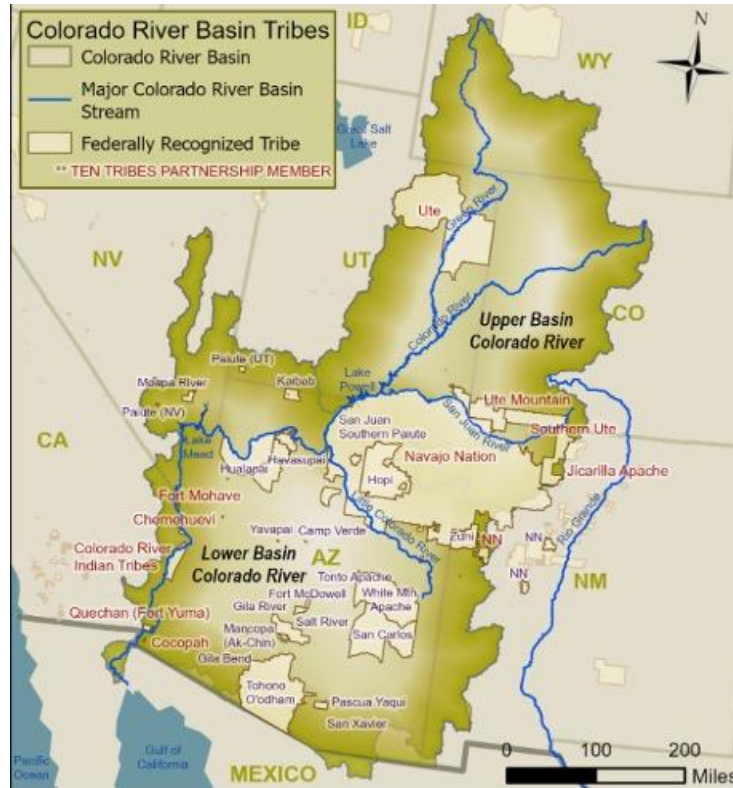 Colorado River Basin Tribes
Colorado River Basin
Major Colorado River Basin
Stream
Federally Recognized Tribe
** TEN TRIBES PARTNERSHIP MEMBER
ID
N
WY
Great Salt
Lake
Ute
Green River
NV
UT
Colorado River
CO
Upper Basin
Colorado River
Paiute (UT)
Lake
Powell
Moapa River
Kaibab
Ute Mountain
Paiute (NV)
San Juan
Southern Paiute
San Juan River
Southern Ute
CA
Lake
Mead
Havasupai
Hualapai
Navajo Nation
Jicarilla Apache
Hopi
Fort Mohave
Chemehuevi
Little Colorado River
Rio Grande
Yavapai
Camp Verde
Zuni
NN
NN
Colorado River
Indian Tribes
Lower Basin
Colorado River
AZ
NN
NM
Tonto Apache
Fort McDowell
White Mtn
Apache
Gila River
Quechan (Fort Yuma)
Salt River
Maricopa
(Ak-Chin)
San Carlos
Cocopah
Gila Bend
Tohono
O'odham
Pascua Yaqui
San Xavier
Pacific
Ocean
Gulf of
California
MEXICO
0 100 200
Miles